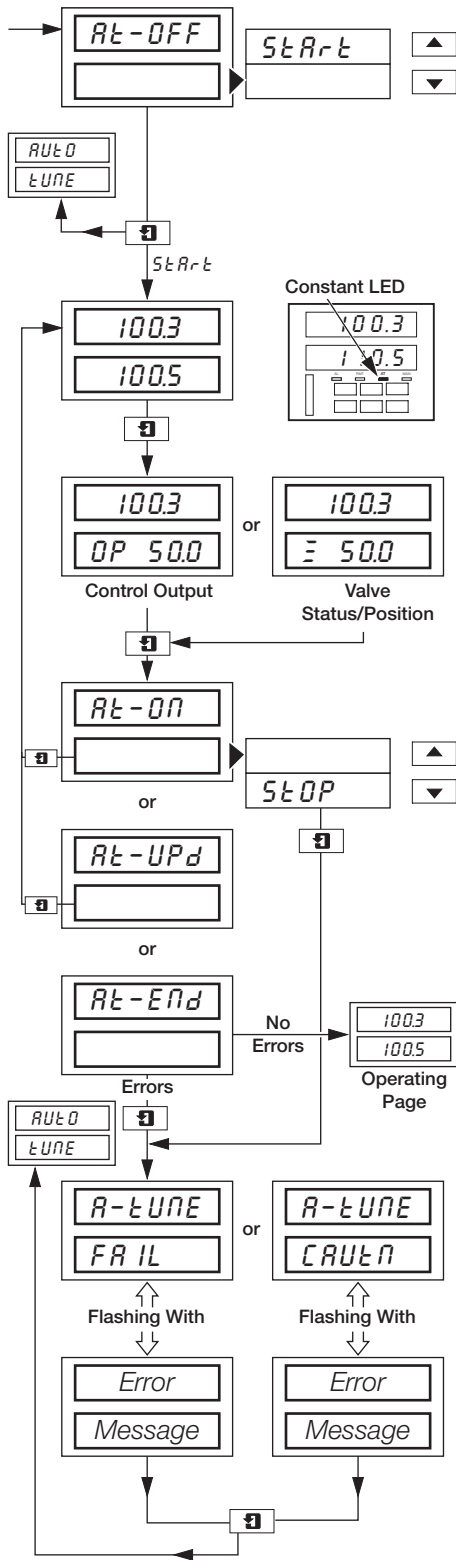 At-OFF
StArt
AUtO
tUNE
StArt
Constant LED
100.3
100.5
100.3
1 0.5
100.3
OP 50.0
Control Output
or
100.3
50.0
Valve
Status/Position
At-ON
StOP
or
At-UPd
or
At-ENd
Errors
No
Errors
100.3
100.5
Operating
Page
AUtO
tUNE
A-tUNE
FAIL
or
A-tUNE
CAUtN
Flashing With
Flashing With
Error
Message
Error
Message